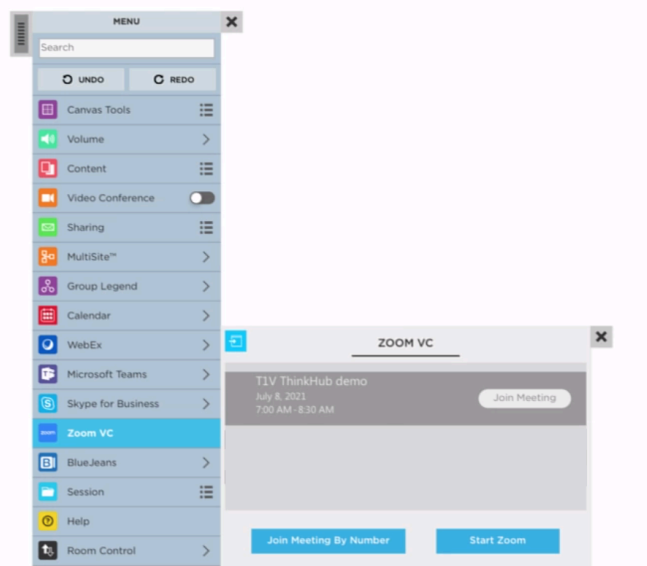 MENU
Search
UNDO
REDO
Canvas Tools
Volume
Content
Video Conference
Sharing
MultiSite™
Group Legend
Calendar
WebEx
Microsoft Teams
Skype for Business
zoom
Zoom VC
BlueJeans
Session
Help
Room Control
ZOOM VC
T1V ThinkHub demo
July 8, 2021
7:00 AM - 8:30 AM
Join Meeting
Join Meeting By Number
Start Zoom